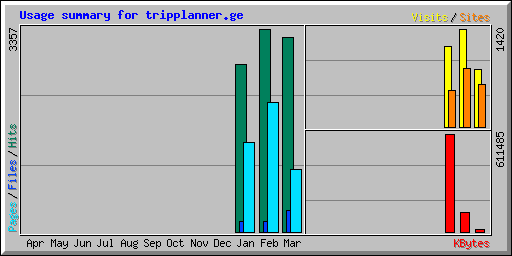 Usage summary for tripplanner.ge
Visits/Sites
3357
Pages/Files/Hits
1420
611485
Apr May Jun Jul Aug Sep Oct Nov Dec Jan Feb Mar
KBytes